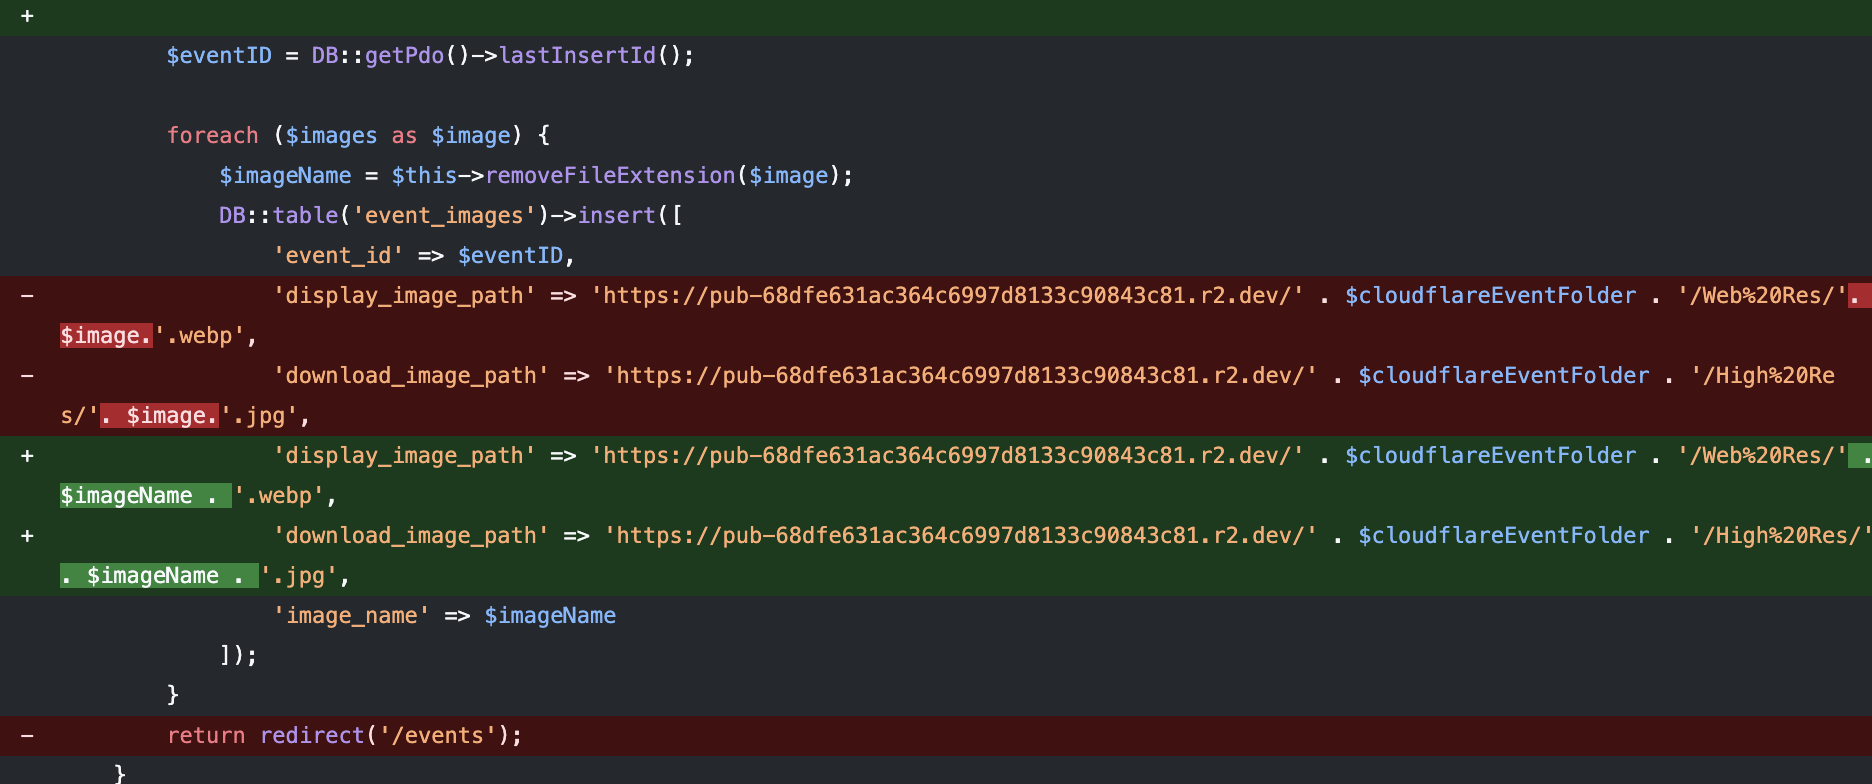 +
$eventID = DB::getPdo()->lastInsertId();
foreach ($images as $image) {
$imageName = $this->removeFileExtension($image);
DB::table('event_images')->insert([
'event_id' => $eventID,
- 'display_image_path' => 'https://pub-68dfe631ac364c6997d8133c90843c81.r2.dev/' . $cloudflareEventFolder . '/Web%20Res/'.
$image.'.webp',
- 'download_image_path' => 'https://pub-68dfe631ac364c6997d8133c90843c81.r2.dev/' . $cloudflareEventFolder . '/High%20Re
s/'. $image.'.jpg',
+ 'display_image_path' => 'https://pub-68dfe631ac364c6997d8133c90843c81.r2.dev/' . $cloudflareEventFolder . '/Web%20Res/' .
$imageName . '.webp',
+ 'download_image_path' => 'https://pub-68dfe631ac364c6997d8133c90843c81.r2.dev/' . $cloudflareEventFolder . '/High%20Res/'
. $imageName . '.jpg',
'image_name' => $imageName
]);
}
- return redirect('/events');
}